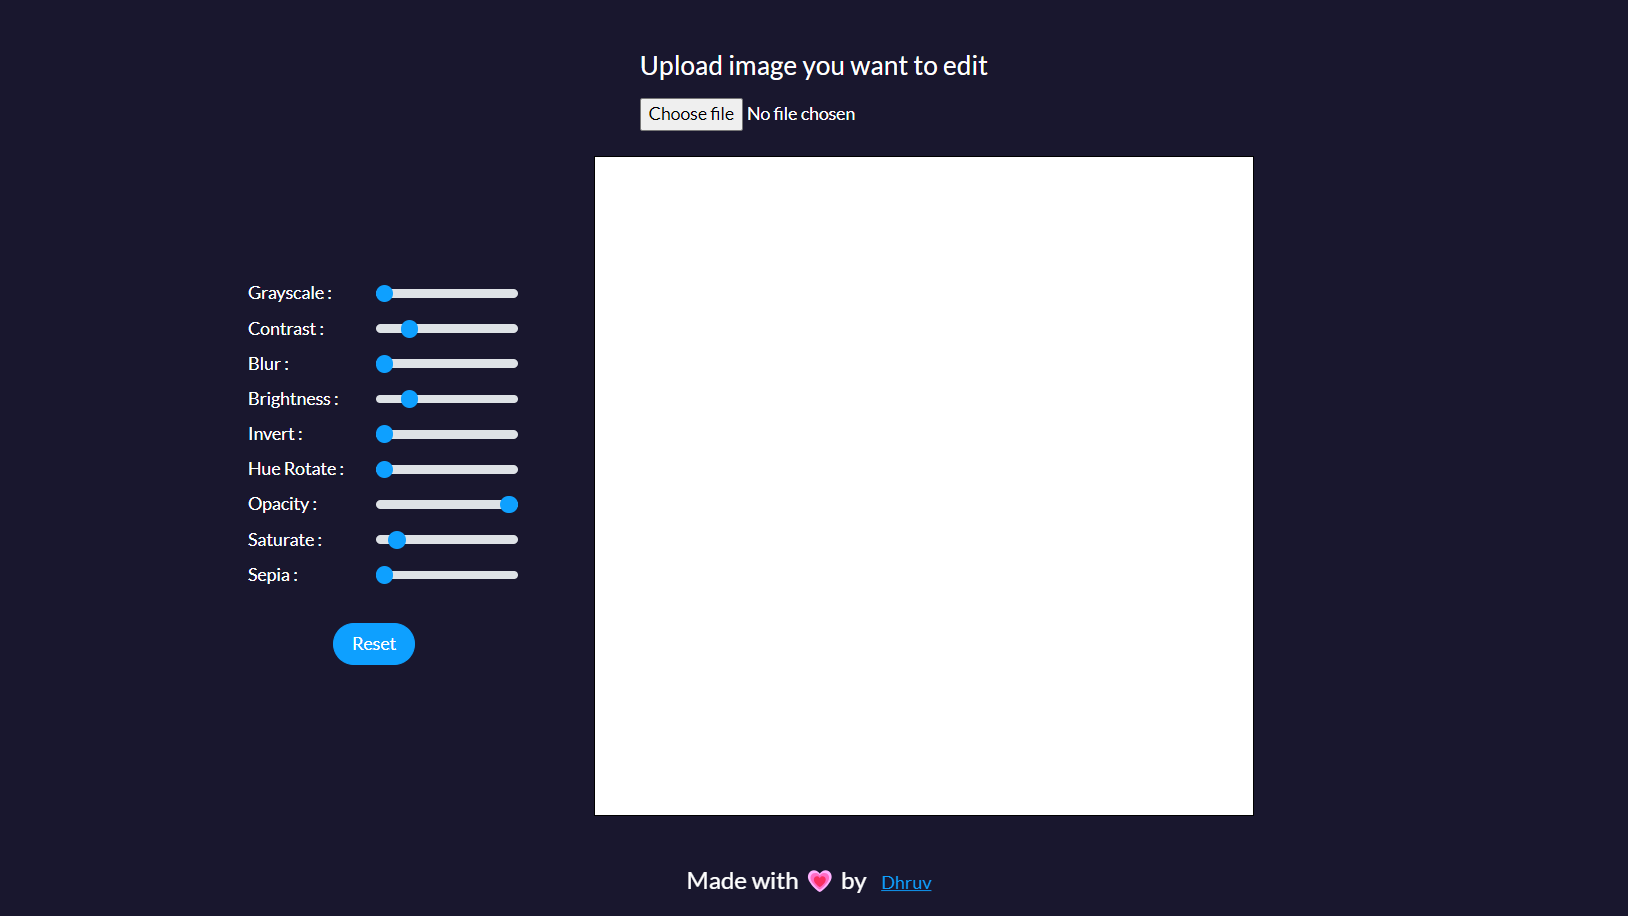 Upload image you want to edit
Choose file No file chosen
Grayscale :
Contrast :
Blur :
Brightness :
Invert :
Hue Rotate :
Opacity :
Saturate :
Sepia :
Reset
Made with 💗 by Dhruv